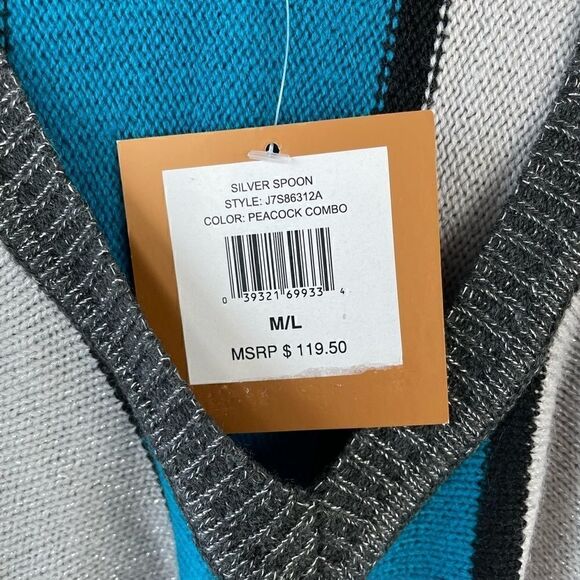 SILVER SPOON
STYLE: J7S86312A
COLOR: PEACOCK COMBO
0 39321 69933 4
M/L
MSRP $ 119.50